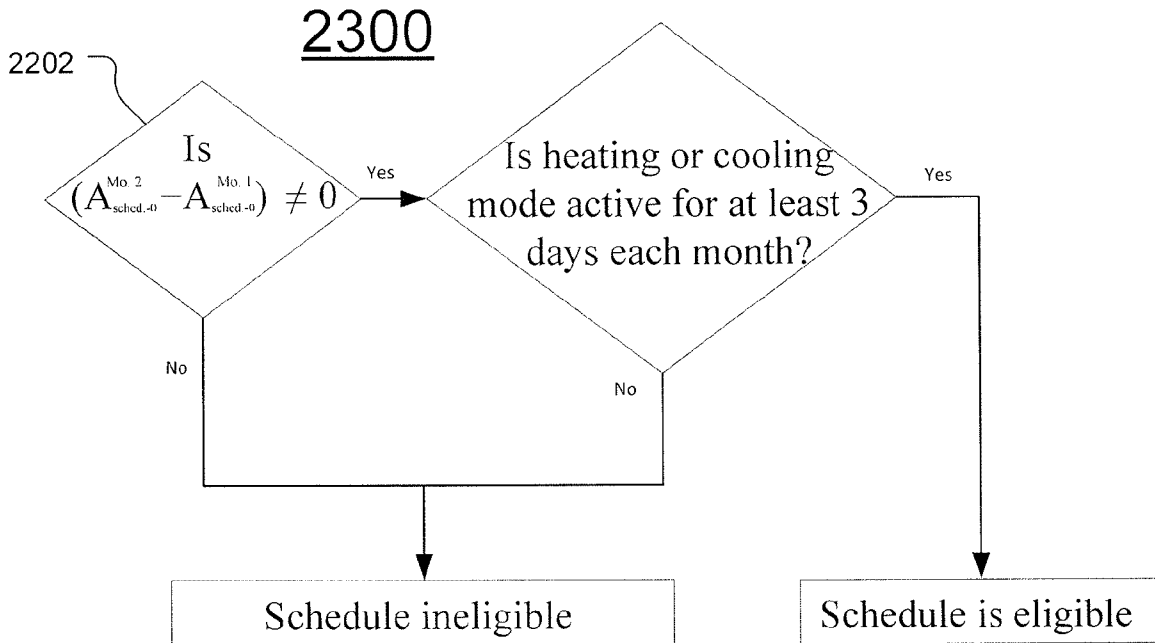 2300
2202
Is
(A Mo. 2 sched.-0 – A Mo. 1 sched.-0) ≠ 0
Yes
Is heating or cooling
mode active for at least 3
days each month?
Yes
No
No
Schedule ineligible
Schedule is eligible